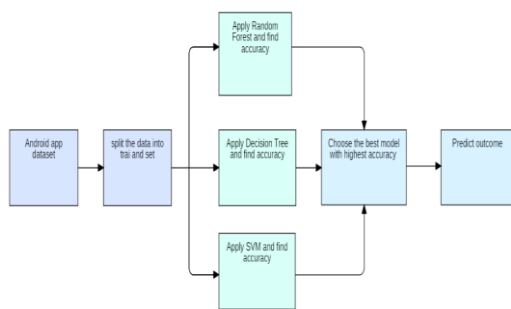 Apply Random
Forest and find
accuracy
Android app
dataset
split the data into
trai and set
Apply Decision Tree
and find accuracy
Choose the best model
with highest accuracy
Predict outcome
Apply SVM and find
accuracy